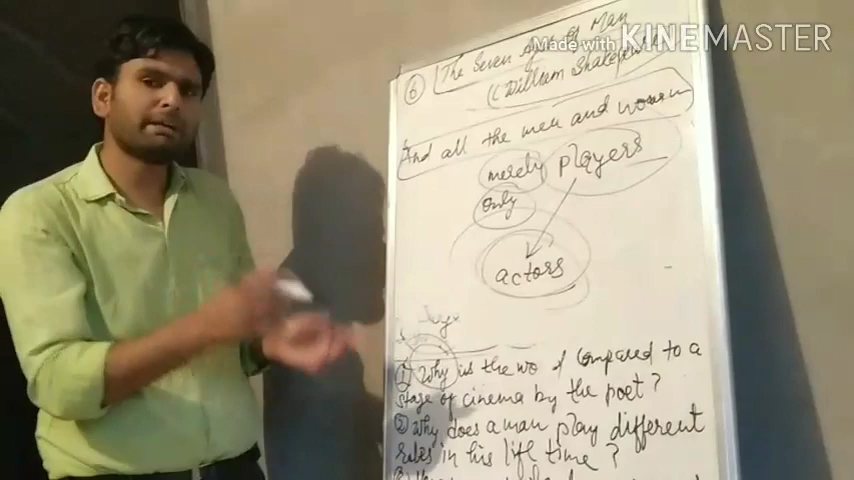 Made with KINEMASTER
6 The Seven ages of Man
(William Shakespeare
And all the men and women
merely players
only
actors
1 Why is the wo of compared to a
stage of cinema by the poet?
2 Why does a man play different
in his life time?